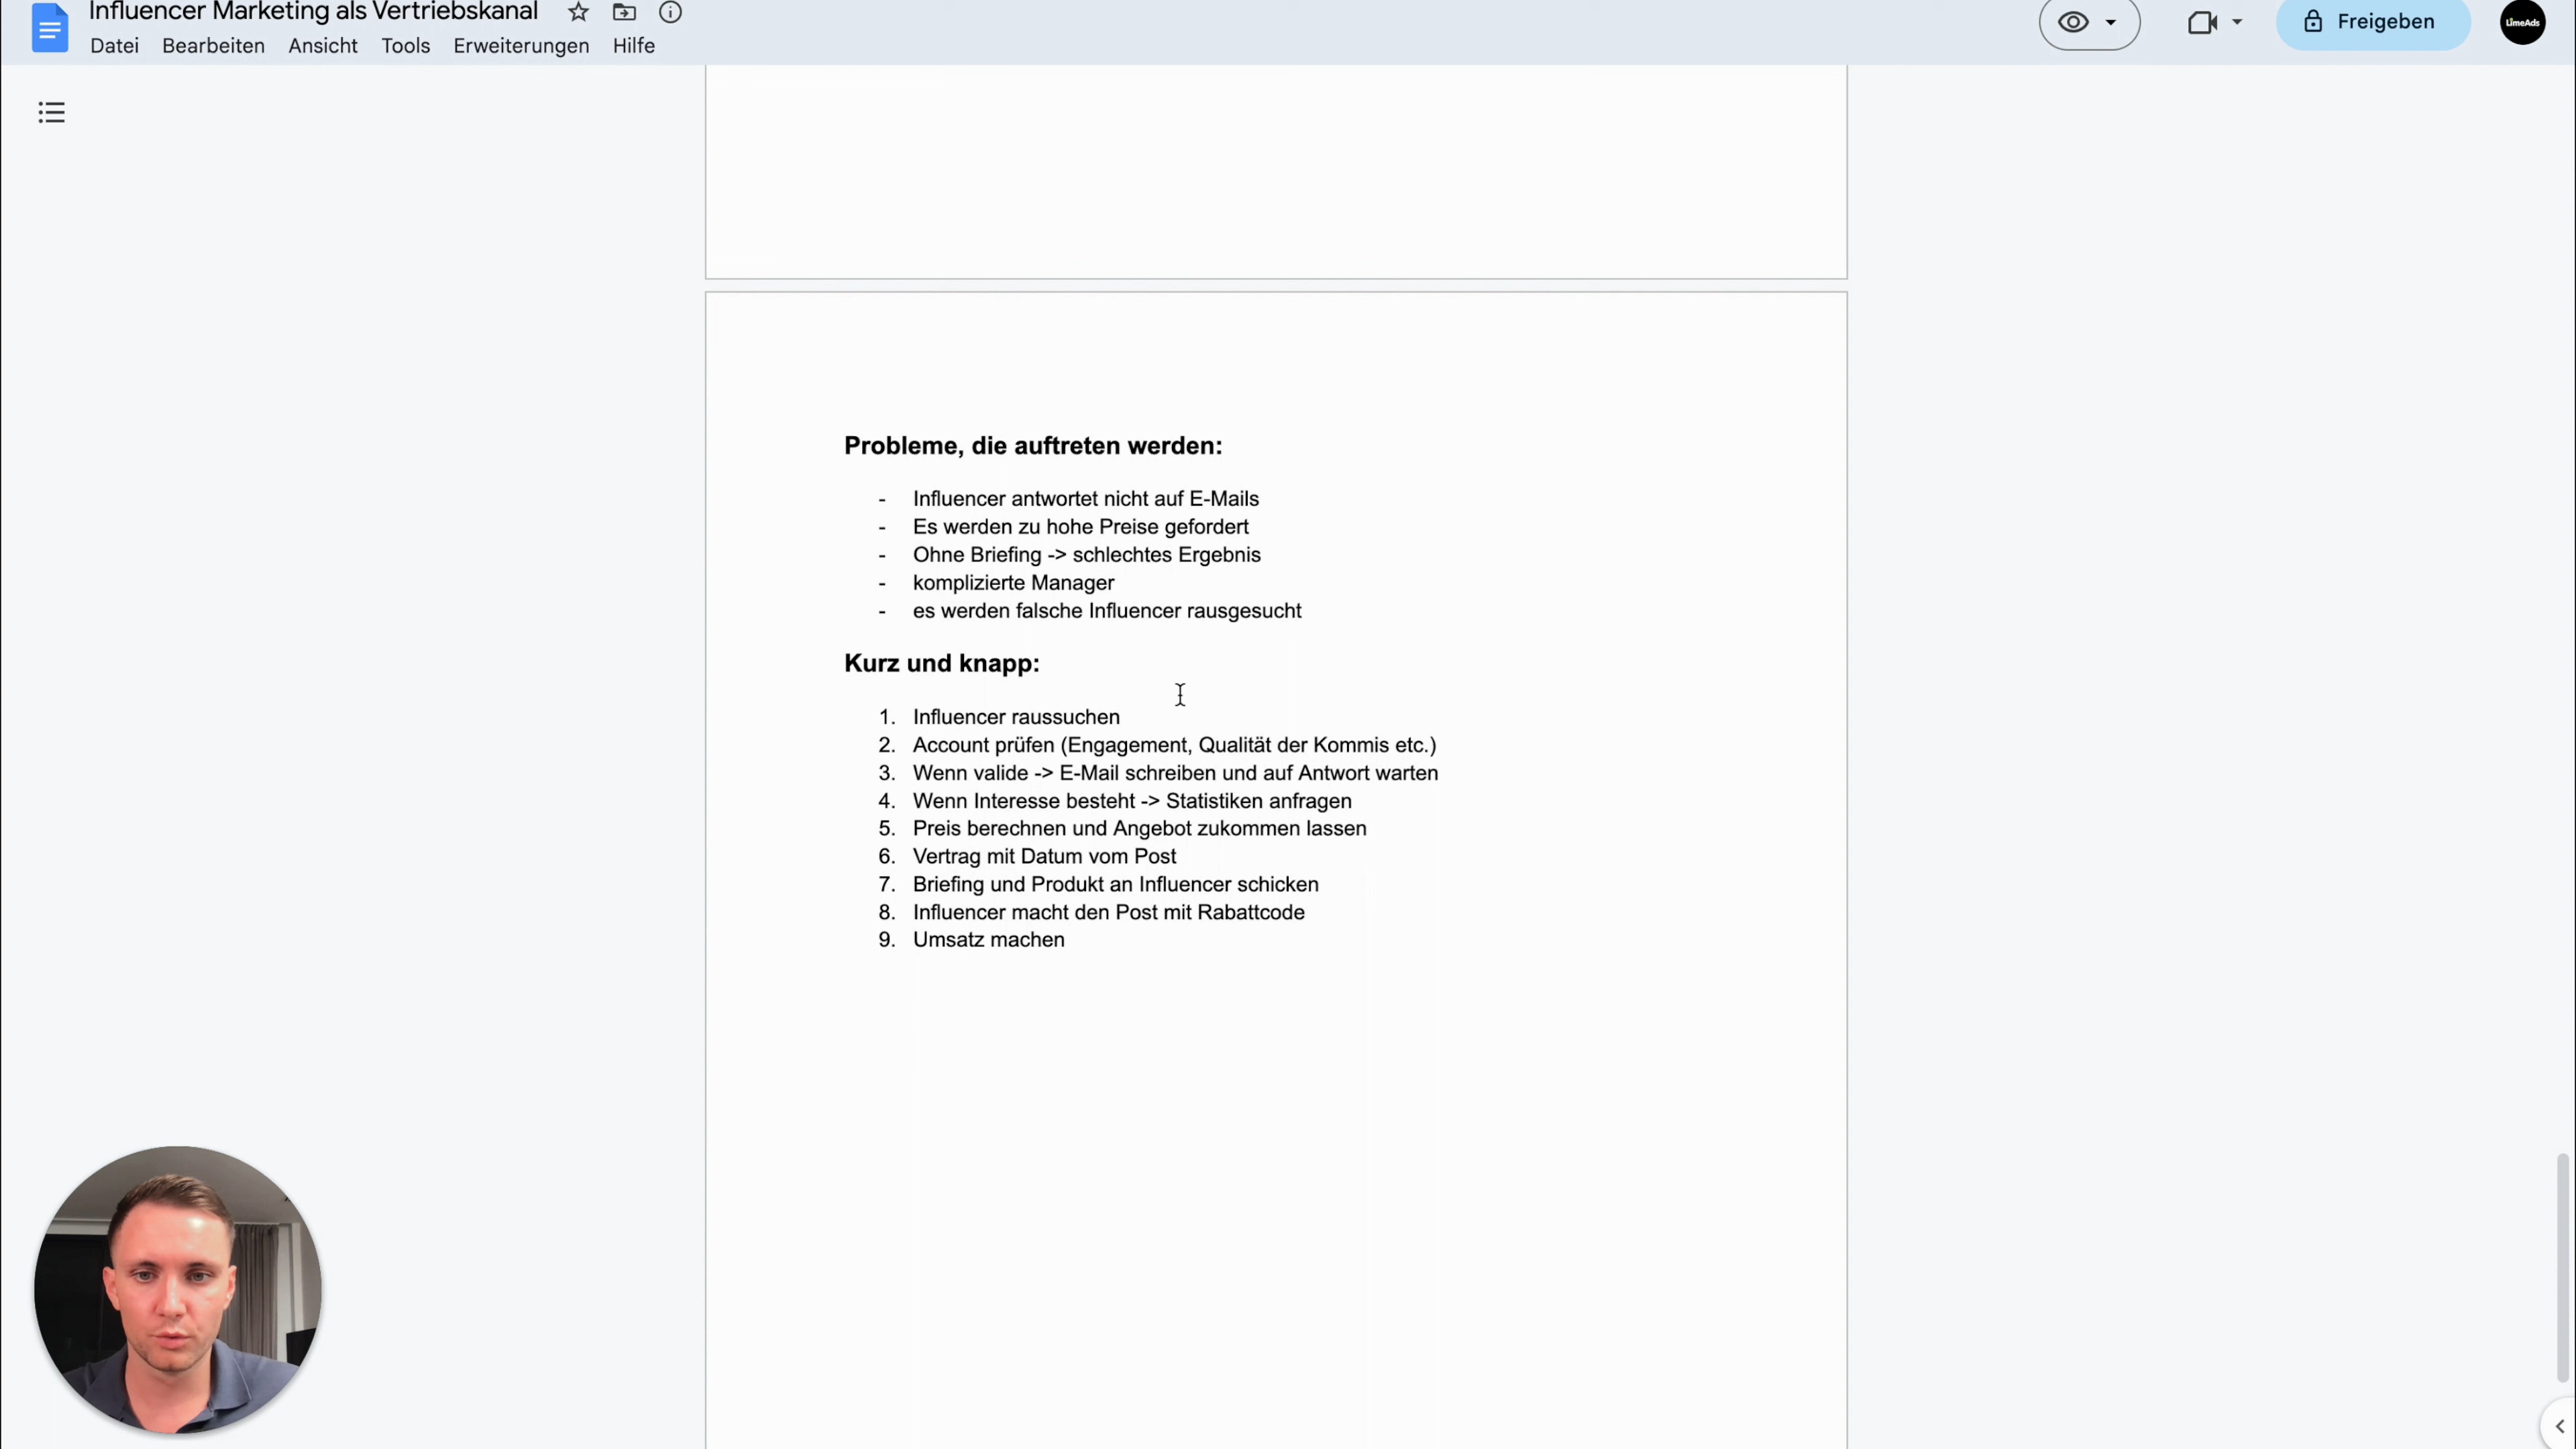 Influencer Marketing als Vertriebskanal
Datei Bearbeiten Ansicht Tools Erweiterungen Hilfe
Freigeben
LimeAds
Probleme, die auftreten werden:
- Influencer antwortet nicht auf E-Mails
- Es werden zu hohe Preise gefordert
- Ohne Briefing -> schlechtes Ergebnis
- komplizierte Manager
- es werden falsche Influencer rausgesucht
Kurz und knapp:
1. Influencer raussuchen
2. Account prüfen (Engagement, Qualität der Kommis etc.)
3. Wenn valide -> E-Mail schreiben und auf Antwort warten
4. Wenn Interesse besteht -> Statistiken anfragen
5. Preis berechnen und Angebot zukommen lassen
6. Vertrag mit Datum vom Post
7. Briefing und Produkt an Influencer schicken
8. Influencer macht den Post mit Rabattcode
9. Umsatz machen